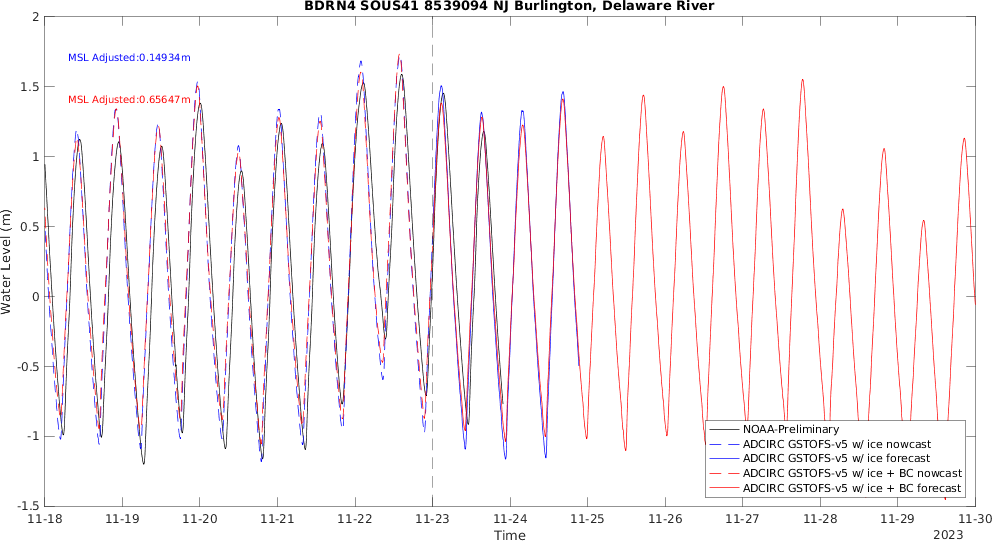 BDRN4 SOUS41 8539094 NJ Burlington, Delaware River
MSL Adjusted:0.14934m
MSL Adjusted:0.65647m
Water Level (m)
2
1.5
1
0.5
0
-0.5
-1
-1.5
NOAA-Preliminary
ADCIRC GSTOFS-v5 w/ ice nowcast
ADCIRC GSTOFS-v5 w/ ice forecast
ADCIRC GSTOFS-v5 w/ ice + BC nowcast
ADCIRC GSTOFS-v5 w/ ice + BC forecast
11-18 11-19 11-20 11-21 11-22 11-23 11-24 11-25 11-26 11-27 11-28 11-29 11-30
Time
2023